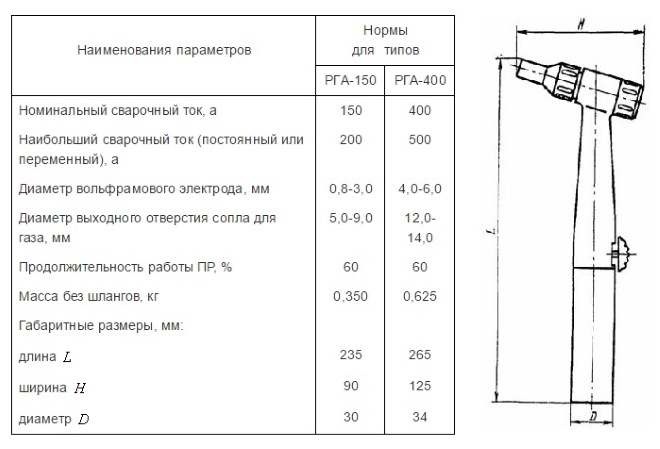 Наименования параметров
Нормы
для типов
РГА-150 РГА-400
Номинальный сварочный ток, а 150 400
Наибольший сварочный ток (постоянный или 200 500
переменный), а
Диаметр вольфрамового электрода, мм 0,8-3,0 4,0-6,0
Диаметр выходного отверстия сопла для 5,0-9,0 12,0-
газа, мм 14,0
Продолжительность работы ПР, % 60 60
Масса без шлангов, кг 0,350 0,625
Габаритные размеры, мм:
длина L 235 265
ширина H 90 125
диаметр D 30 34
H
L
D